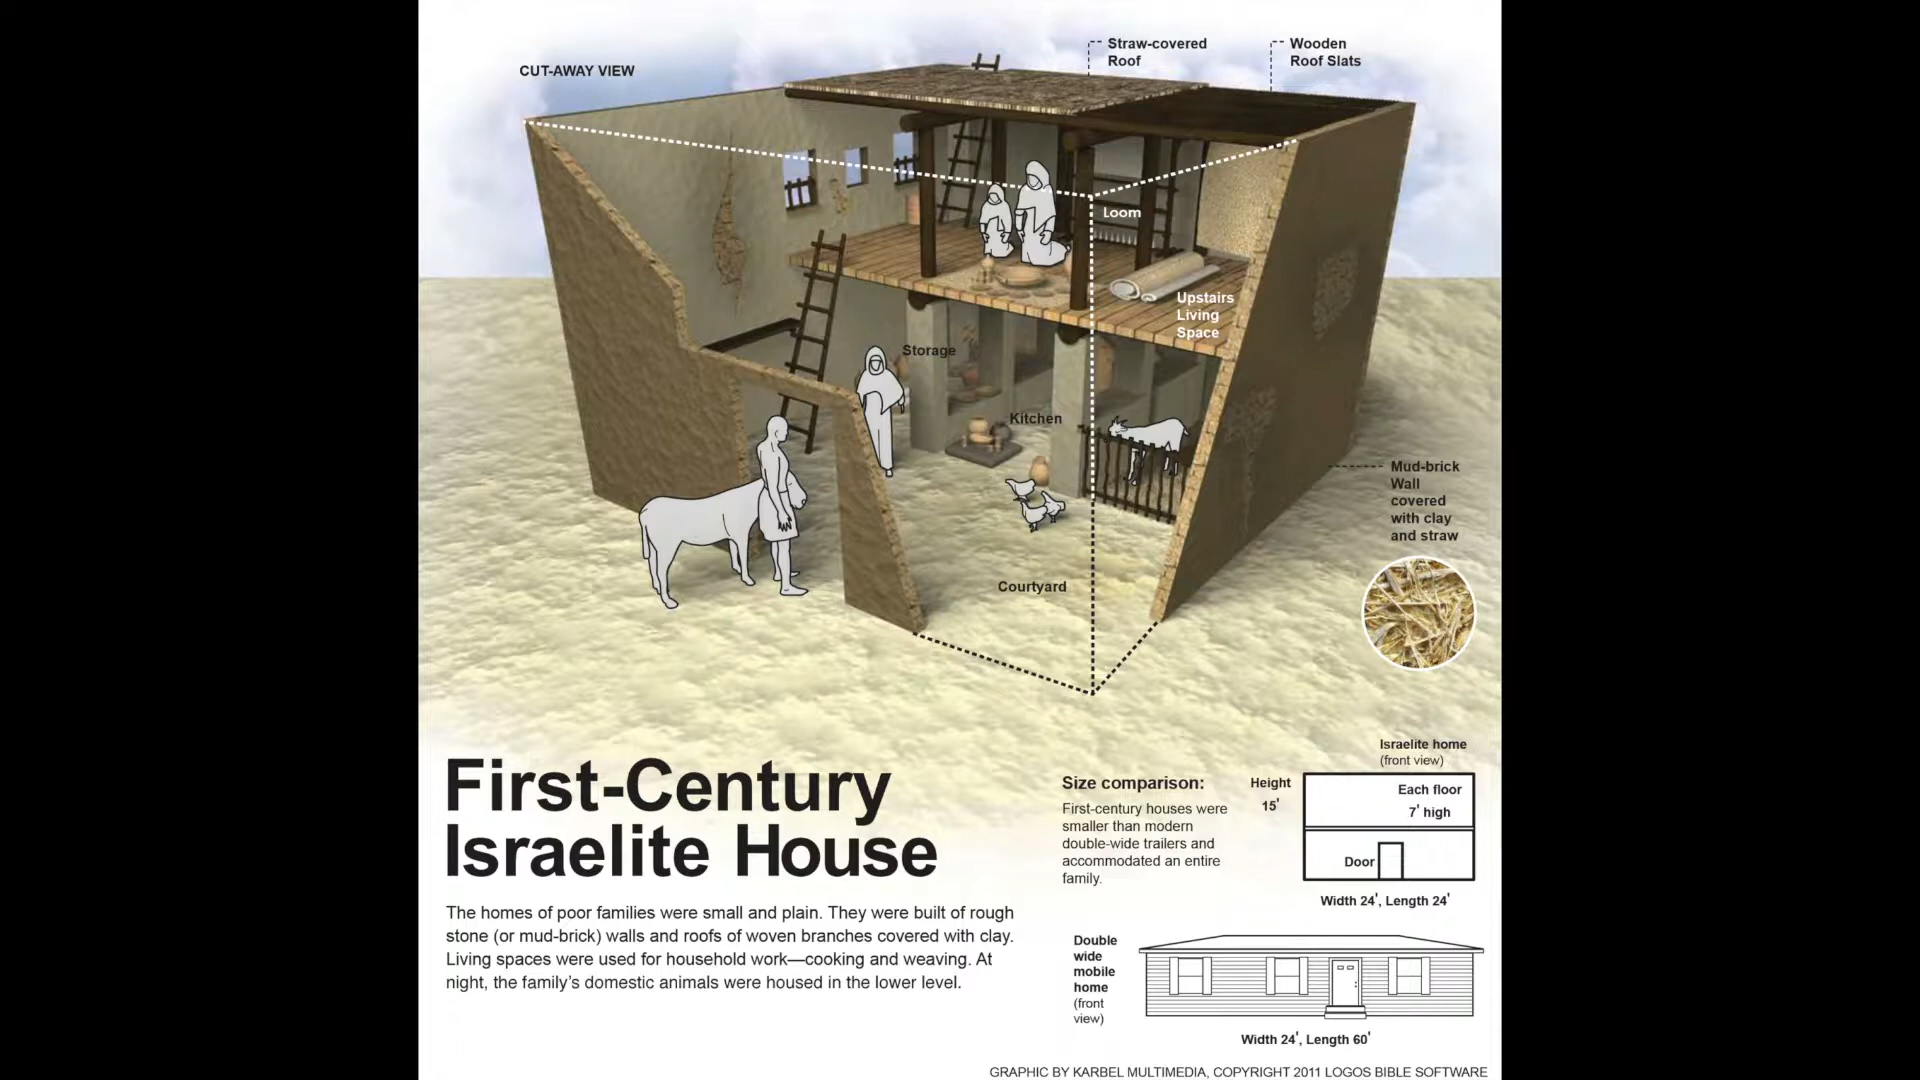 CUT-AWAY VIEW
Straw-covered
Roof
Wooden
Roof Slats
Loom
Upstairs
Living
Space
Storage
Kitchen
Courtyard
Mud-brick
Wall
covered
with clay
and straw
First-Century
Israelite House
The homes of poor families were small and plain. They were built of rough
stone (or mud-brick) walls and roofs of woven branches covered with clay.
Living spaces were used for household work—cooking and weaving. At
night, the family's domestic animals were housed in the lower level.
Size comparison:
First-century houses were
smaller than modern
double-wide trailers and
accommodated an entire
family.
Israelite home
(front view)
Height
15'
Each floor
7' high
Door
Width 24', Length 24'
Double
wide
mobile
home
(front
view)
Width 24', Length 60'
GRAPHIC BY KARBEL MULTIMEDIA, COPYRIGHT 2011 LOGOS BIBLE SOFTWARE